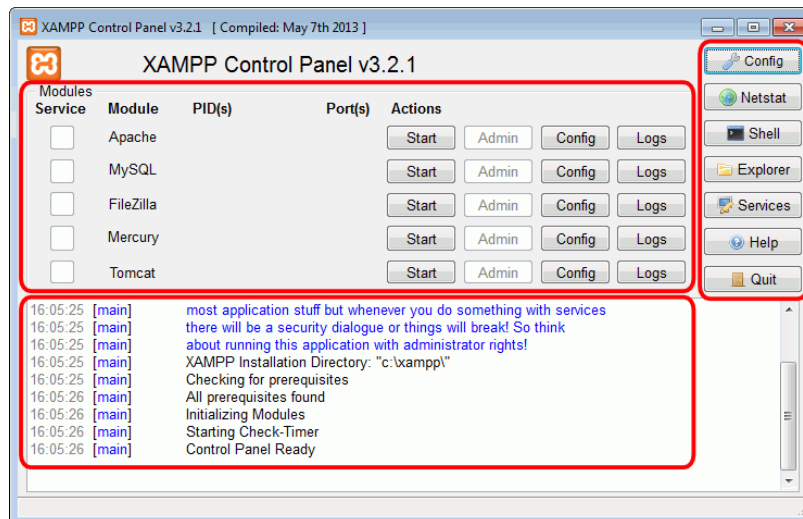 XAMPP Control Panel v3.2.1 [ Compiled: May 7th 2013 ]
XAMPP Control Panel v3.2.1
Config
Netstat
Shell
Explorer
Services
Help
Quit
Modules
Service Module PID(s) Port(s) Actions
Apache Start Admin Config Logs
MySQL Start Admin Config Logs
FileZilla Start Admin Config Logs
Mercury Start Admin Config Logs
Tomcat Start Admin Config Logs
16:05:25 [main] most application stuff but whenever you do something with services
16:05:25 [main] there will be a security dialogue or things will break! So think
16:05:25 [main] about running this application with administrator rights!
16:05:25 [main] XAMPP Installation Directory: "c:\xampp\"
16:05:25 [main] Checking for prerequisites
16:05:26 [main] All prerequisites found
16:05:26 [main] Initializing Modules
16:05:26 [main] Starting Check-Timer
16:05:26 [main] Control Panel Ready